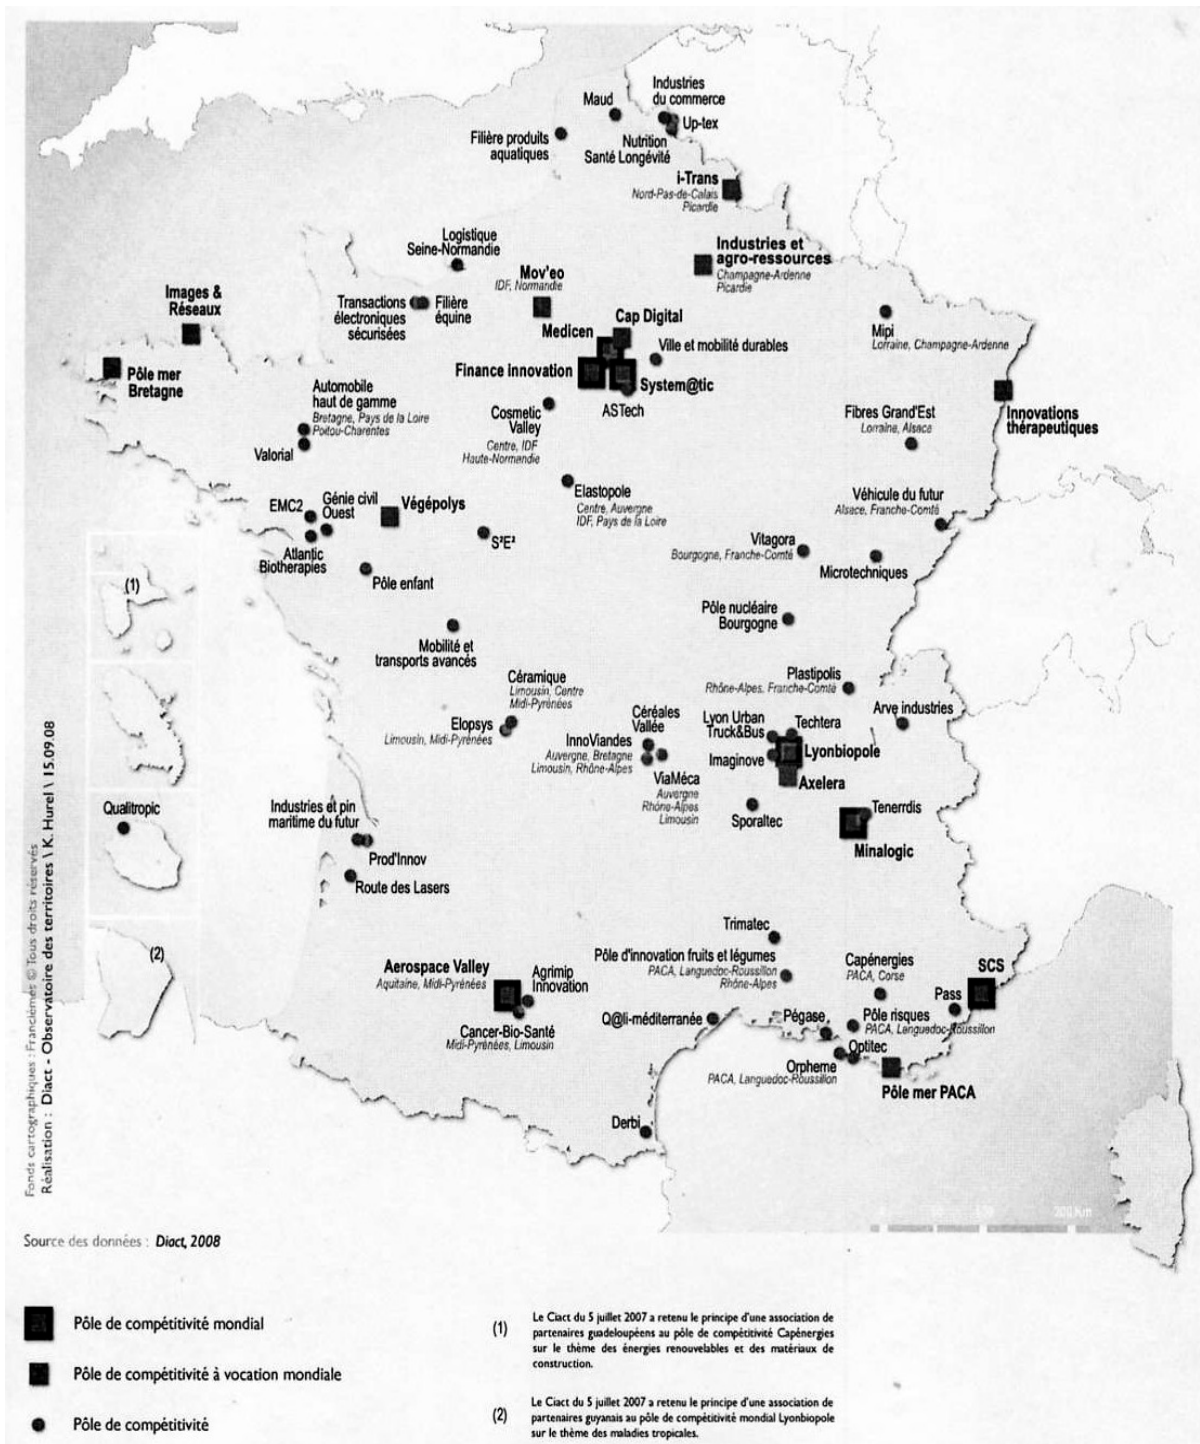 Industries
du commerce
Maud
Up-tex
Filière produits
aquatiques
Nutrition
Santé Longévité
i-Trans
Nord-Pas-de-Calais
Picardie
Logistique
Seine-Normandie
Industries et
agro-ressources
Champagne-Ardenne
Picardie
Mov'eo
IDF, Normandie
Images &
Réseaux
Transactions
électroniques
sécurisées
Filière
équine
Cap Digital
Medicen
Mipi
Lorraine, Champagne-Ardenne
Ville et mobilité durables
Pôle mer
Bretagne
Finance innovation
System@tic
Automobile
haut de gamme
Bretagne, Pays de la Loire
Poitou-Charentes
ASTech
Cosmetic
Valley
Centre, IDF
Haute-Normandie
Fibres Grand'Est
Lorraine, Alsace
Innovations
thérapeutiques
Valorial
Elastopole
Centre, Auvergne
IDF, Pays de la Loire
Véhicule du futur
Alsace, Franche-Comté
EMC2
Génie civil
Ouest
Végépolys
S²E²
Vitagora
Bourgogne, Franche-Comté
Atlantic
Biotherapies
Microtechniques
Pôle enfant
(1)
Pôle nucléaire
Bourgogne
Mobilité et
transports avancés
Céramique
Limousin, Centre
Midi-Pyrénées
Plastipolis
Rhône-Alpes, Franche-Comté
Elopsys
Limousin, Midi-Pyrénées
Céréales
Vallée
Lyon Urban
Truck&Bus
Techtera
Arve industries
InnoViandes
Auvergne, Bretagne
Limousin, Rhône-Alpes
Imaginove
Lyonbiopole
ViaMéca
Auvergne
Rhône-Alpes
Limousin
Axelera
Qualitropic
Industries et pin
maritime du futur
Sporaltec
Tenerrdis
Prod'Innov
Minalogic
Route des Lasers
Trimatec
(2)
Aerospace Valley
Aquitaine, Midi-Pyrénées
Agrimip
Innovation
Pôle d'innovation fruits et légumes
PACA, Languedoc-Roussillon
Rhône-Alpes
Capénergies
PACA, Corse
SCS
Pass
Cancer-Bio-Santé
Midi-Pyrénées, Limousin
Q@li-méditerranée
Pégase
Pôle risques
PACA, Languedoc-Roussillon
Optitec
Orpheme
PACA, Languedoc-Roussillon
Pôle mer PACA
Derbi
200 Km
Fonds cartographiques : Franciémes © Tous droits réservés
Réalisation : Diact - Observatoire des territoires \ K. Hurel \ 15.09.08
Source des données : Diact, 2008
Pôle de compétitivité mondial
Pôle de compétitivité à vocation mondiale
Pôle de compétitivité
(1)
Le Ciact du 5 juillet 2007 a retenu le principe d'une association de
partenaires guadeloupéens au pôle de compétitivité Capénergies
sur le thème des énergies renouvelables et des matériaux de
construction.
(2)
Le Ciact du 5 juillet 2007 a retenu le principe d'une association de
partenaires guyanais au pôle de compétitivité mondial Lyonbiopole
sur le thème des maladies tropicales.